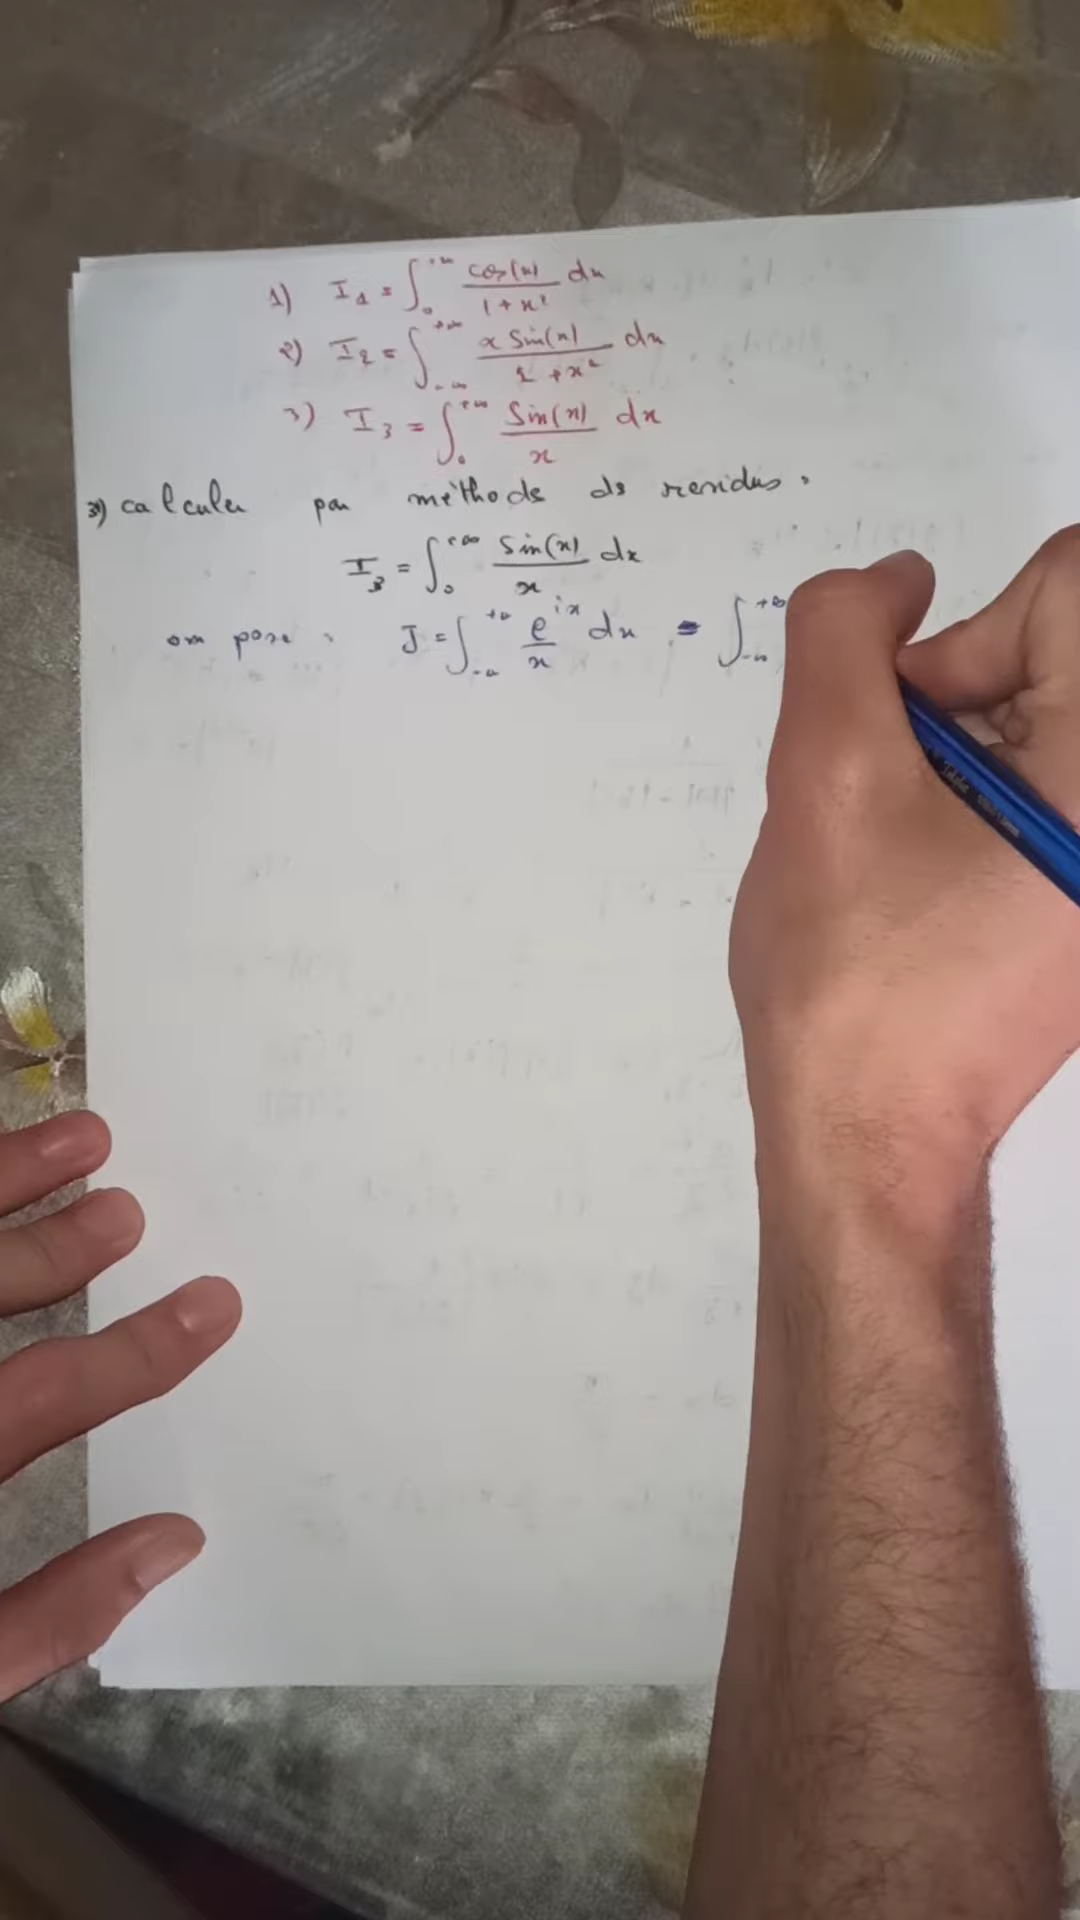 1) I₁ = ∫₀^{+∞} cos(x)/(1+x²) dx
2) I₂ = ∫_{-∞}^{+∞} x sin(x)/(1+x²) dx
3) I₃ = ∫₀^{+∞} Sin(x)/x dx
3) calculer par méthode de residus.
I₃ = ∫₀^{+∞} Sin(x)/x dx
on pose : J = ∫_{-∞}^{+∞} e^{ix}/x dx = ∫_{-∞}^{+∞}